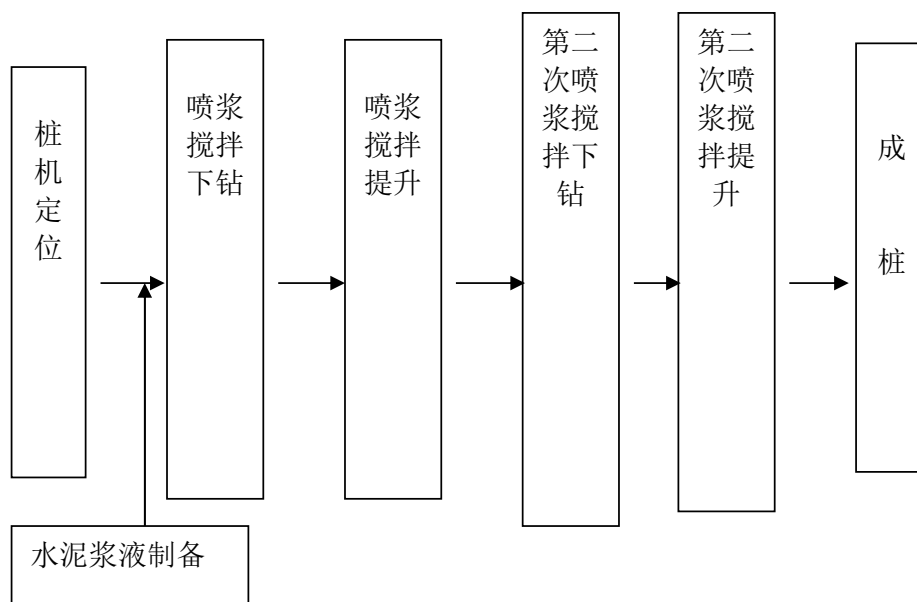 桩
机
定
位
喷浆
搅拌
下钻
喷浆
搅拌
提升
第二
次喷
浆搅
拌下
钻
第二
次喷
浆搅
拌提
升
成
桩
水泥浆液制备